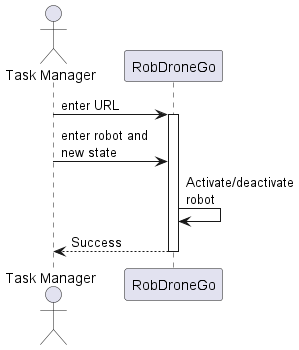 Task Manager
RobDroneGo
enter URL
enter robot and
new state
Activate/deactivate
robot
Success
Task Manager
RobDroneGo